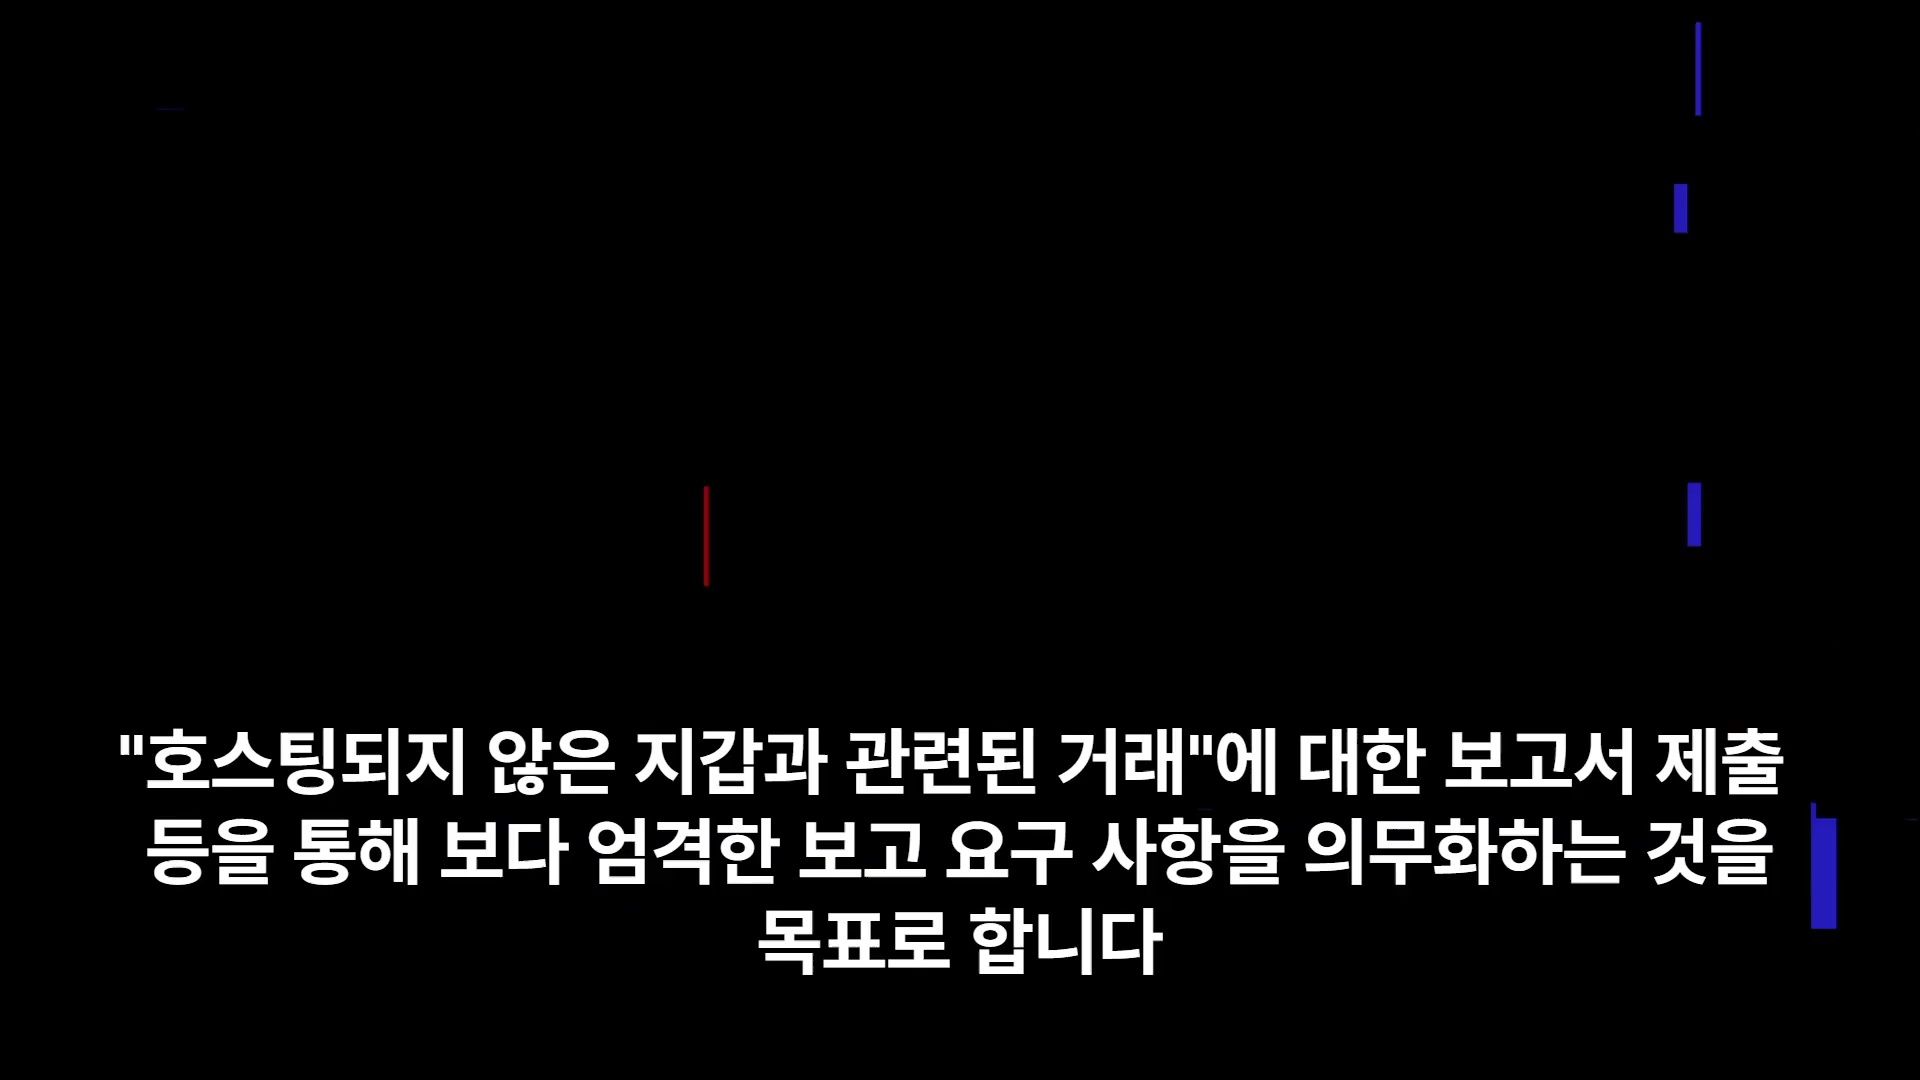 "호스팅되지 않은 지갑과 관련된 거래"에 대한 보고서 제출
등을 통해 보다 엄격한 보고 요구 사항을 의무화하는 것을
목표로 합니다